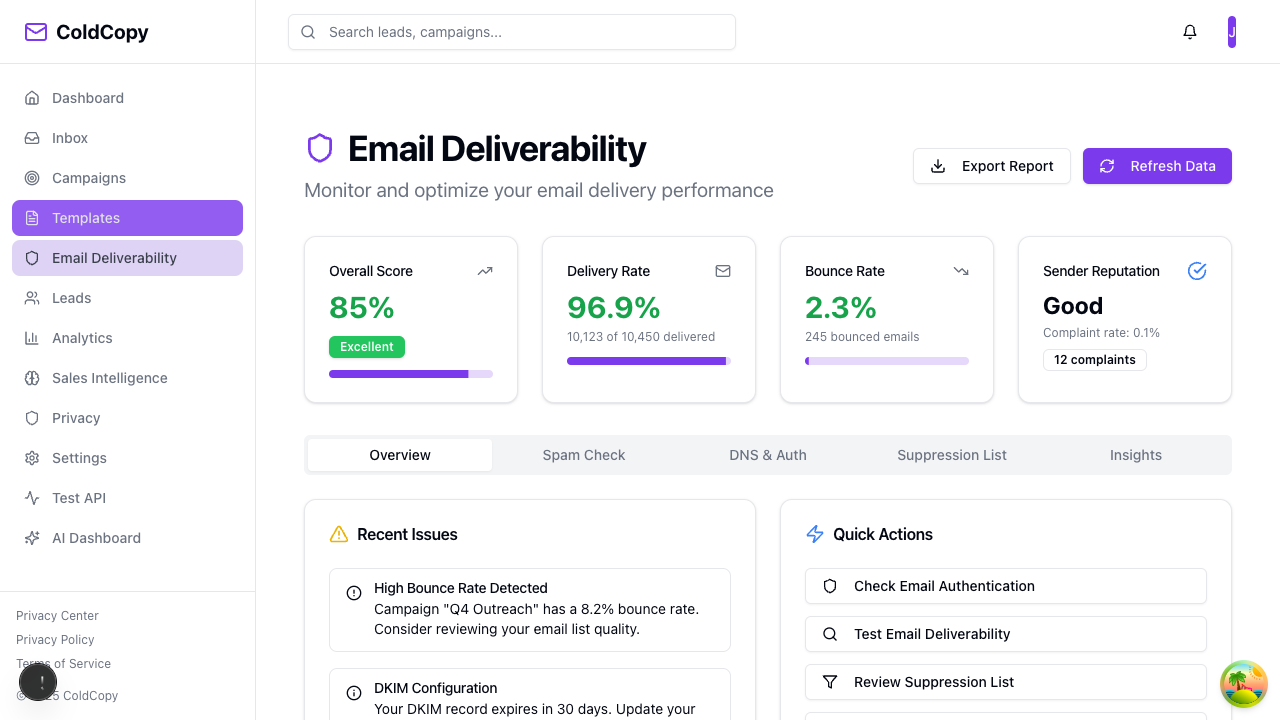 ColdCopy
Search leads, campaigns...
J
Dashboard
Inbox
Campaigns
Templates
Email Deliverability
Leads
Analytics
Sales Intelligence
Privacy
Settings
Test API
AI Dashboard
Privacy Center
Privacy Policy
Terms of Service
ColdCopy
Email Deliverability
Monitor and optimize your email delivery performance
Export Report
Refresh Data
Overall Score
85%
Excellent
Delivery Rate
96.9%
10,123 of 10,450 delivered
Bounce Rate
2.3%
245 bounced emails
Sender Reputation
Good
Complaint rate: 0.1%
12 complaints
Overview
Spam Check
DNS & Auth
Suppression List
Insights
Recent Issues
High Bounce Rate Detected
Campaign "Q4 Outreach" has a 8.2% bounce rate.
Consider reviewing your email list quality.
DKIM Configuration
Your DKIM record expires in 30 days. Update your
Quick Actions
Check Email Authentication
Test Email Deliverability
Review Suppression List